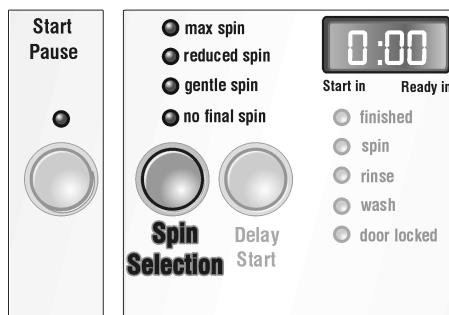 Start
Pause
max spin
reduced spin
gentle spin
no final spin
Spin
Selection
Delay
Start
0:00
Start in Ready in
finished
spin
rinse
wash
door locked